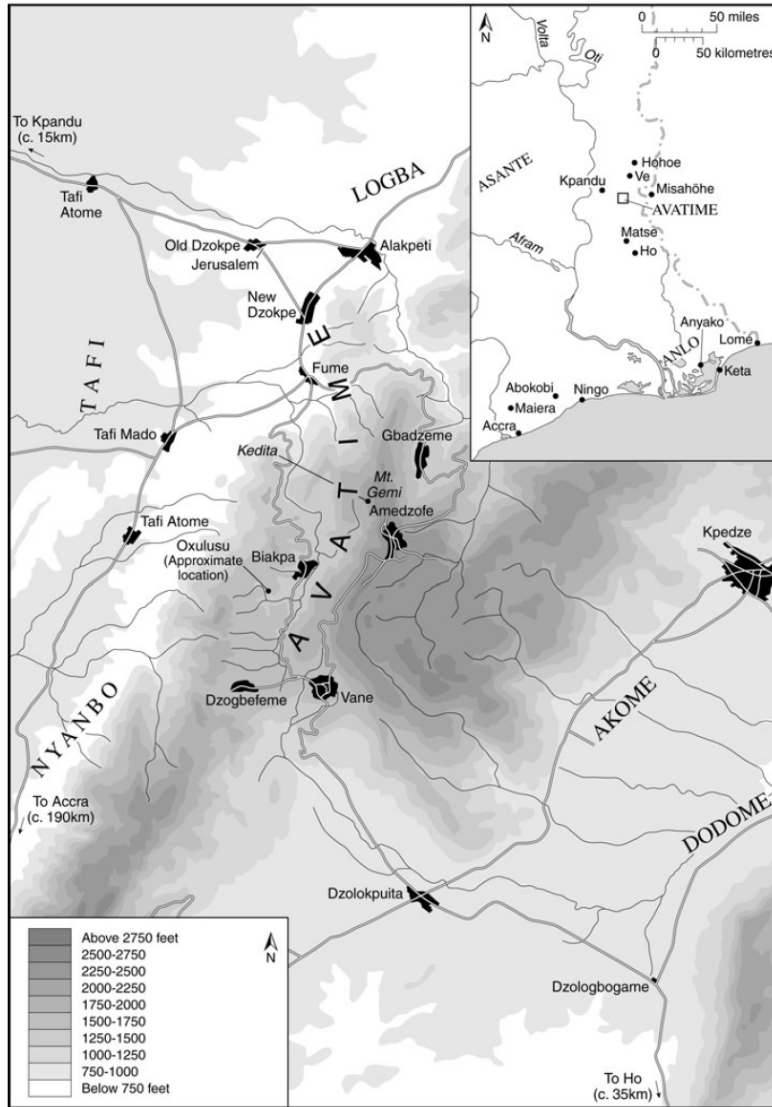 To Kpandu
(c. 15km)
Tafi
Atome
LOGBA
Old Dzokpe
Jerusalem
Alakpeti
New
Dzokpe
TAFI
Fume
Tafi Mado
Gbadzeme
Kedita
Mt.
Gemi
Amedzofe
AVATIME
Tafi Atome
Oxulusu
(Approximate
location)
Biakpa
Kpedze
Dzogbefeme
Vane
NYANBO
AKOME
To Accra
(c. 190km)
DODOME
Dzolokpuita
Dzologbogame
To Ho
(c. 35km)
N
0 50 miles
0 50 kilometres
Volta
Oti
ASANTE
Hohoe
Ve
Kpandu
Misahöhe
AVATIME
Matse
Afram
Ho
Anyako
Lomé
ANLO
Keta
Abokobi
Ningo
Maiera
Accra
N
Above 2750 feet
2500-2750
2250-2500
2000-2250
1750-2000
1500-1750
1250-1500
1000-1250
750-1000
Below 750 feet